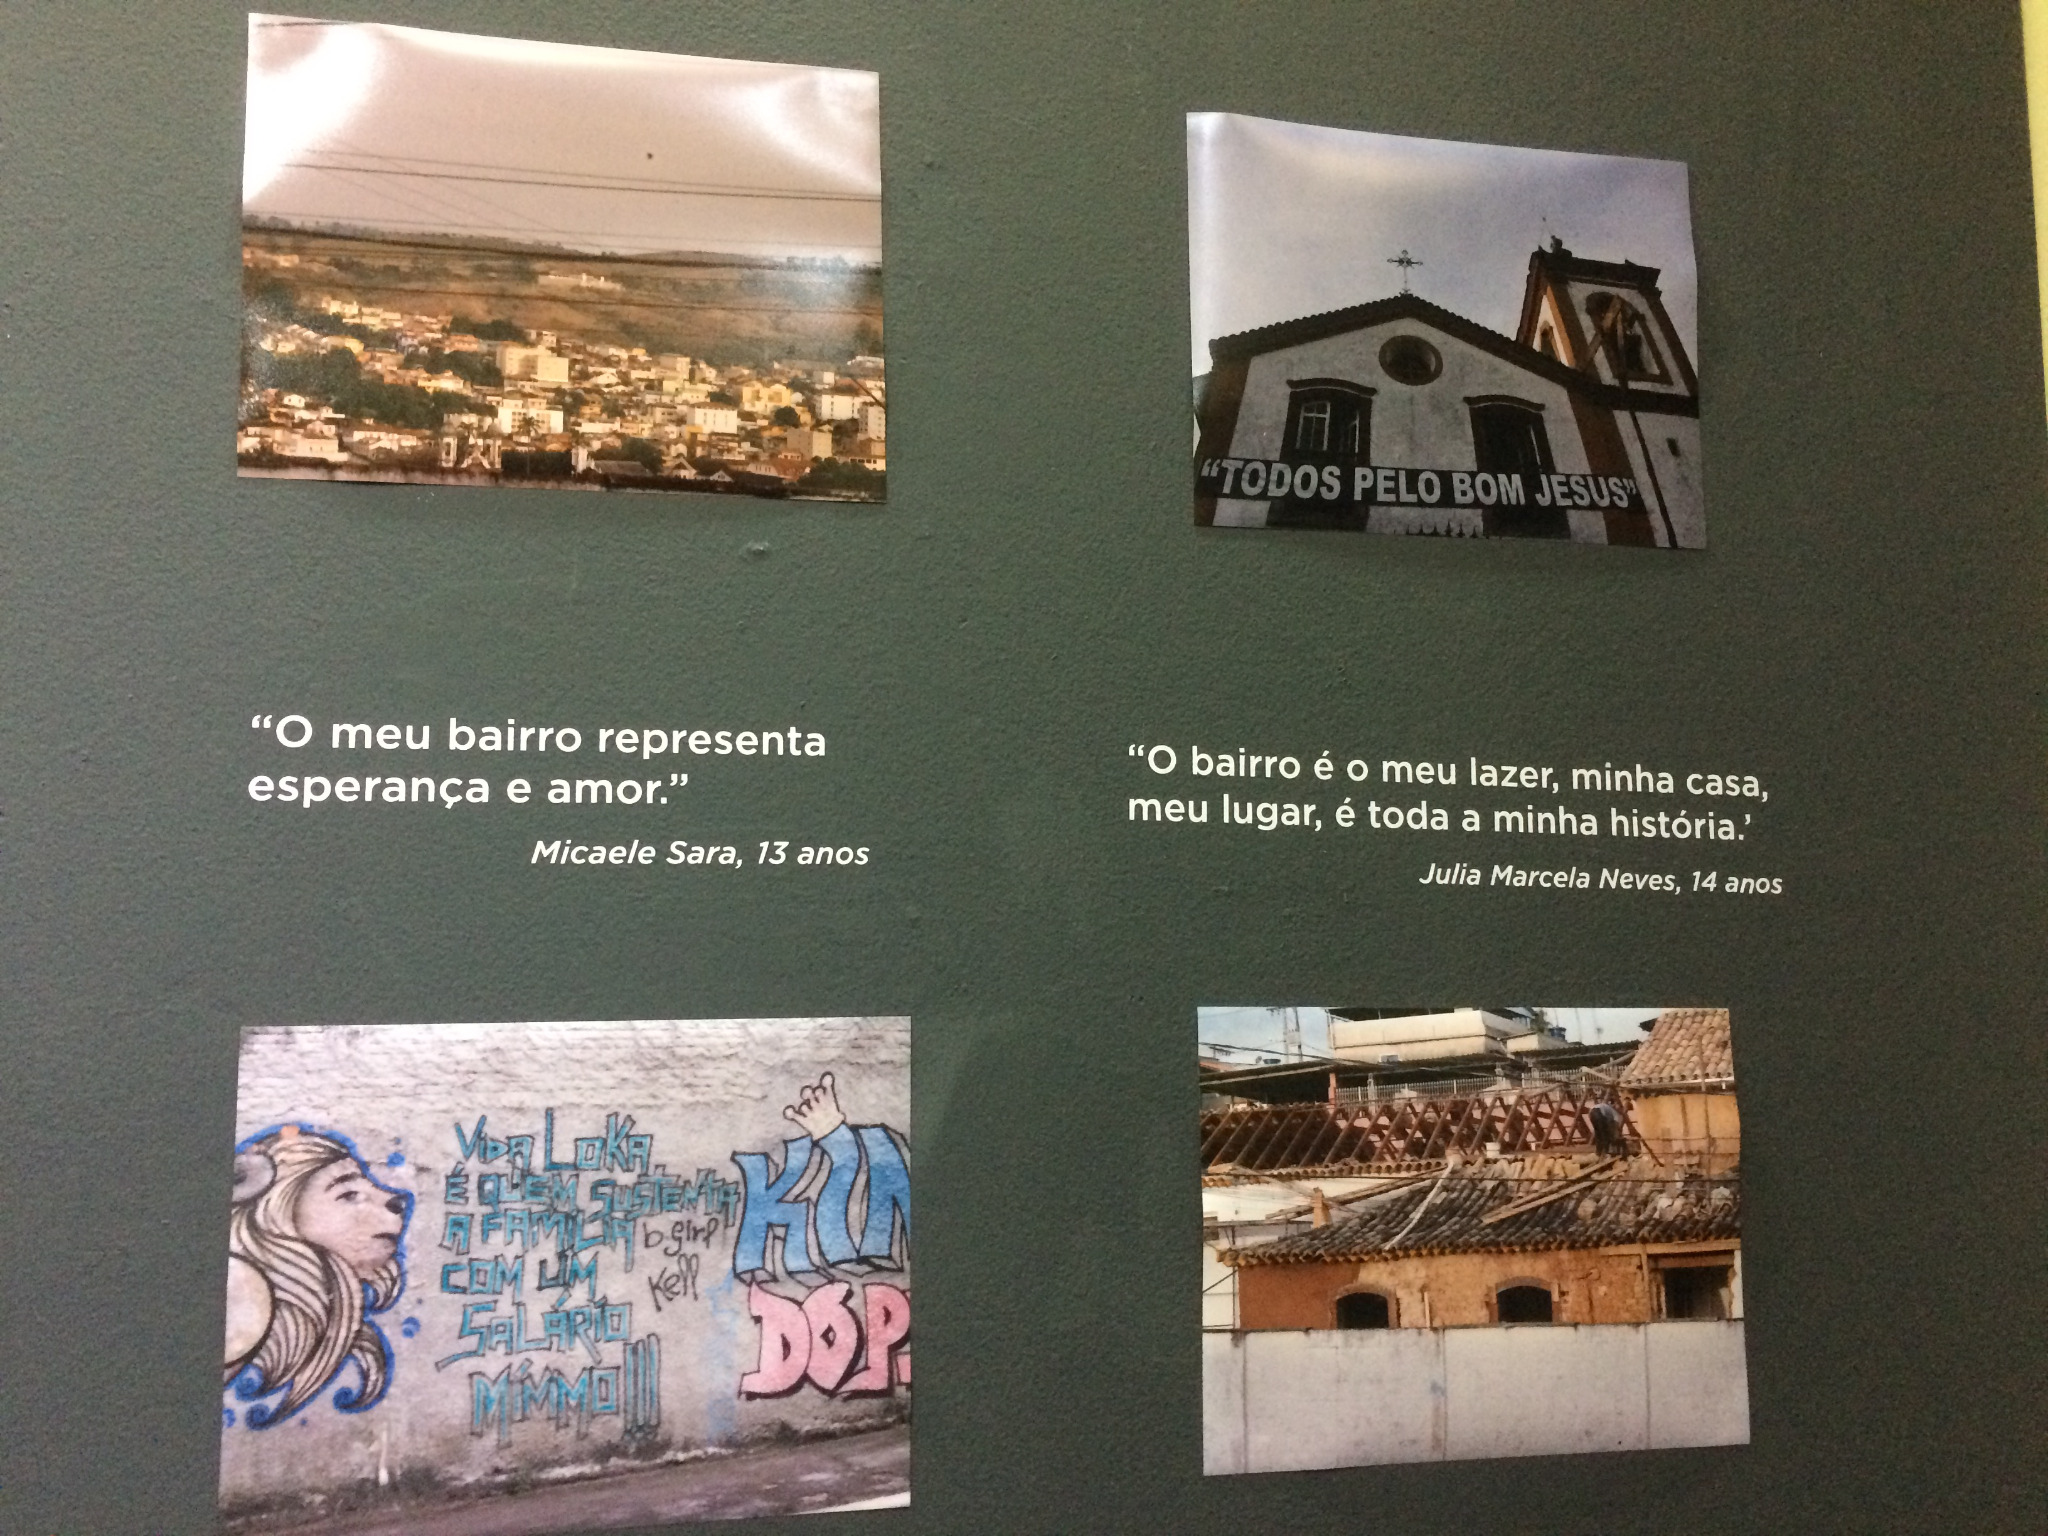 “TODOS PELO BOM JESUS”
“O meu bairro representa
esperança e amor.”
Micaele Sara, 13 anos
“O bairro é o meu lazer, minha casa,
meu lugar, é toda a minha história.’
Julia Marcela Neves, 14 anos
VIDA LOKA
É QUEM SUSTENTA
A FAMÍLIA
COM UM
SALÁRIO
MÍNIMO!!!
b.girl
Kell
KIN
DO P